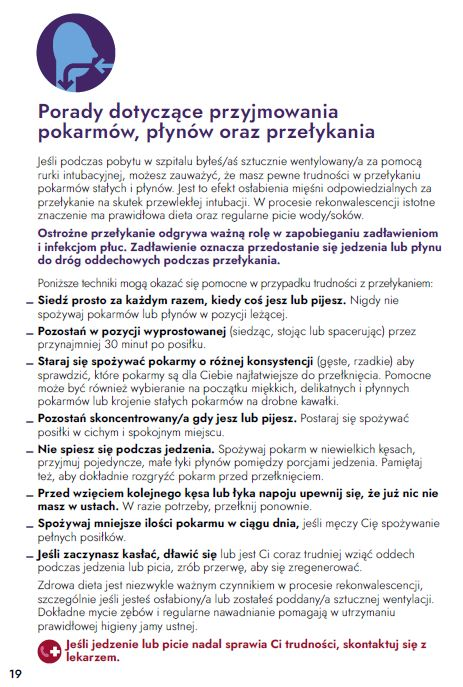 Porady dotyczące przyjmowania
pokarmów, płynów oraz przełykania
Jeśli podczas pobytu w szpitalu byłeś/aś sztucznie wentylowany/a za pomocą
rurki intubacyjnej, możesz zauważyć, że masz pewne trudności w przełykaniu
pokarmów stałych i płynów. Jest to efekt osłabienia mięśni odpowiedzialnych za
przełykanie na skutek przewlekłej intubacji. W procesie rekonwalescencji istotne
znaczenie ma prawidłowa dieta oraz regularne picie wody/soków.
Ostrożne przełykanie odgrywa ważną rolę w zapobieganiu zadławieniom
i infekcjom płuc. Zadławienie oznacza przedostanie się jedzenia lub płynu
do dróg oddechowych podczas przełykania.
Poniższe techniki mogą okazać się pomocne w przypadku trudności z przełykaniem:
– Siedź prosto za każdym razem, kiedy coś jesz lub pijesz. Nigdy nie
spożywaj pokarmów lub płynów w pozycji leżącej.
– Pozostań w pozycji wyprostowanej (siedząc, stojąc lub spacerując) przez
przynajmniej 30 minut po posiłku.
– Staraj się spożywać pokarmy o różnej konsystencji (gęste, rzadkie) aby
sprawdzić, które pokarmy są dla Ciebie najłatwiejsze do przełknięcia. Pomocne
może być również wybieranie na początku miękkich, delikatnych i płynnych
pokarmów lub krojenie stałych pokarmów na drobne kawałki.
– Pozostań skoncentrowany/a gdy jesz lub pijesz. Postaraj się spożywać
posiłki w cichym i spokojnym miejscu.
– Nie spiesz się podczas jedzenia. Spożywaj pokarm w niewielkich kęsach,
przyjmuj pojedyncze, małe łyki płynów pomiędzy porcjami jedzenia. Pamiętaj
też, aby dokładnie rozgryźć pokarm przed przełknięciem.
– Przed wzięciem kolejnego kęsa lub łyka napoju upewnij się, że już nic nie
masz w ustach. W razie potrzeby, przełknij ponownie.
– Spożywaj mniejsze ilości pokarmu w ciągu dnia, jeśli męczy Cię spożywanie
pełnych posiłków.
– Jeśli zaczynasz kasłać, dławić się lub jest Ci coraz trudniej wziąć oddech
podczas jedzenia lub picia, zrób przerwę, aby się zregenerować.
Zdrowa dieta jest niezwykle ważnym czynnikiem w procesie rekonwalescencji,
szczególnie jeśli jesteś osłabiony/a lub zostałeś poddany/a sztucznej wentylacji.
Dokładne mycie zębów i regularne nawadnianie pomagają w utrzymaniu
prawidłowej higieny jamy ustnej.
Jeśli jedzenie lub picie nadal sprawia Ci trudności, skontaktuj się z
lekarzem.
19